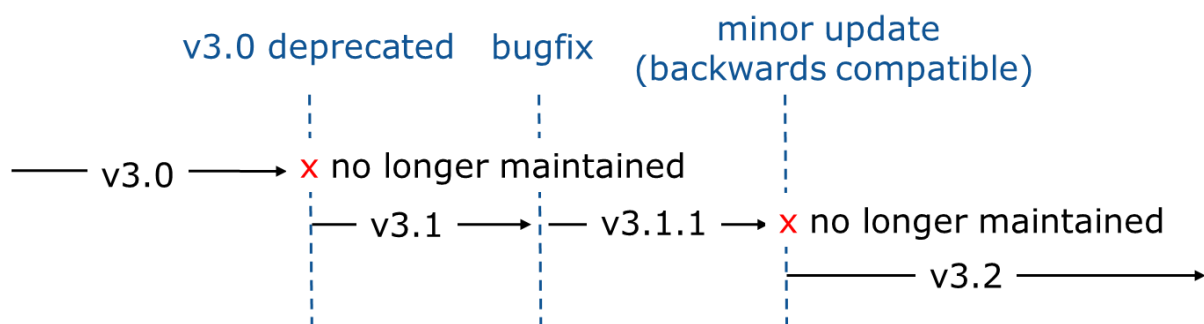 v3.0 deprecated
bugfix
minor update
(backwards compatible)
v3.0
x no longer maintained
v3.1
v3.1.1
x no longer maintained
v3.2